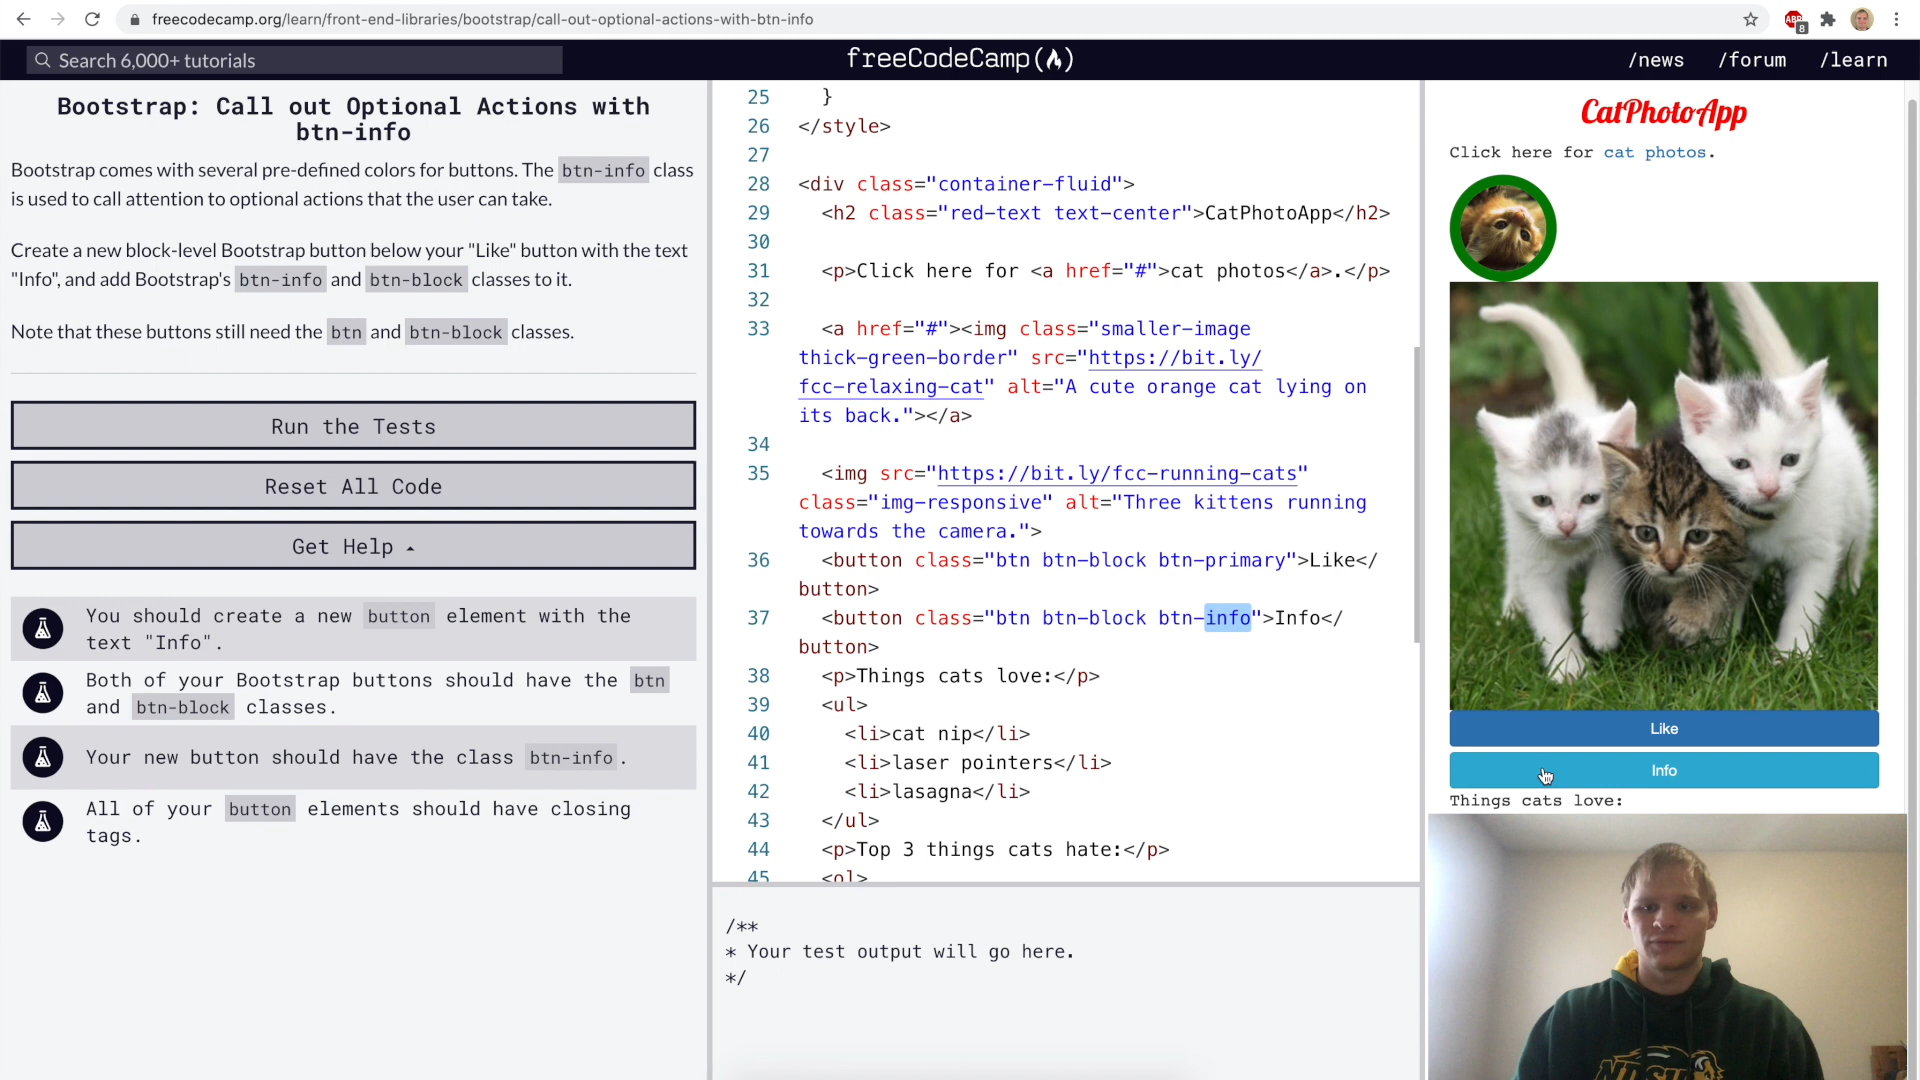 freecodecamp.org/learn/front-end-libraries/bootstrap/call-out-optional-actions-with-btn-info
ABP
8
Search 6,000+ tutorials
freeCodeCamp(🔥)
/news
/forum
/learn
Bootstrap: Call out Optional Actions with
btn-info
Bootstrap comes with several pre-defined colors for buttons. The btn-info class
is used to call attention to optional actions that the user can take.
Create a new block-level Bootstrap button below your "Like" button with the text
"Info", and add Bootstrap's btn-info and btn-block classes to it.
Note that these buttons still need the btn and btn-block classes.
Run the Tests
Reset All Code
Get Help
You should create a new button element with the
text "Info".
Both of your Bootstrap buttons should have the btn
and btn-block classes.
Your new button should have the class btn-info.
All of your button elements should have closing
tags.
25 }
26 </style>
27
28 <div class="container-fluid">
29 <h2 class="red-text text-center">CatPhotoApp</h2>
30
31 <p>Click here for <a href="#">cat photos</a>.</p>
32
33 <a href="#"><img class="smaller-image
thick-green-border" src="https://bit.ly/
fcc-relaxing-cat" alt="A cute orange cat lying on
its back."></a>
34
35 <img src="https://bit.ly/fcc-running-cats"
class="img-responsive" alt="Three kittens running
towards the camera.">
36 <button class="btn btn-block btn-primary">Like</
button>
37 <button class="btn btn-block btn-info">Info</
button>
38 <p>Things cats love:</p>
39 <ul>
40 <li>cat nip</li>
41 <li>laser pointers</li>
42 <li>lasagna</li>
43 </ul>
44 <p>Top 3 things cats hate:</p>
45 <ol>
/**
* Your test output will go here.
*/
CatPhotoApp
Click here for cat photos.
Like
Info
Things cats love: